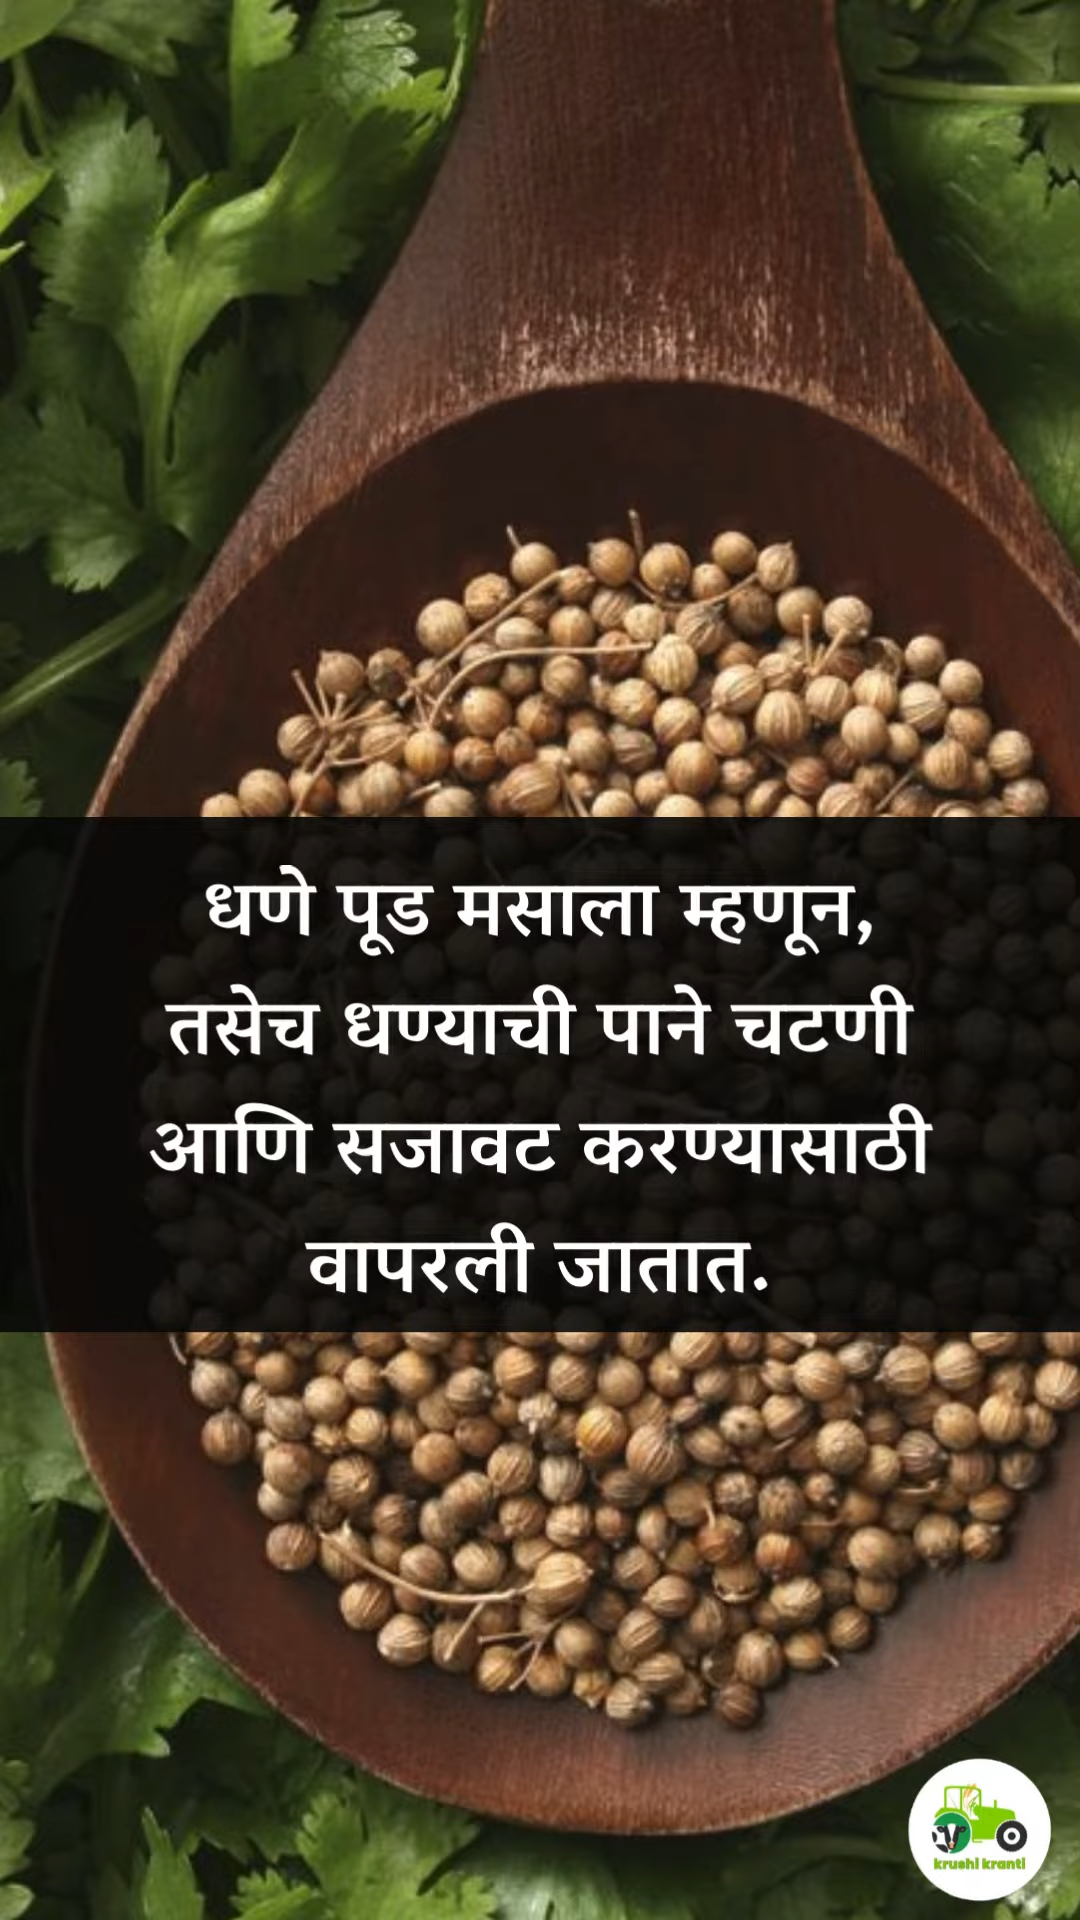 धणे पूड मसाला म्हणून,
तसेच धण्याची पाने चटणी
आणि सजावट करण्यासाठी
वापरली जातात.
krushi kranti